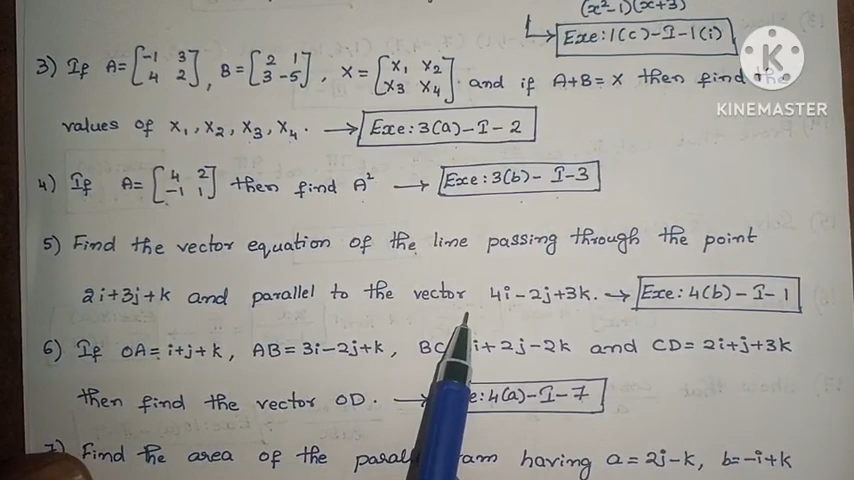 (x²-1)(x+3)
Exe:1(c)-I-1(i)
3) If A=[-1 3 4 2], B=[2 1 3 -5], X=[x₁ x₂ x₃ x₄]. and if A+B=X then find the
KINEMASTER
values of x₁, x₂, x₃, x₄. → Exe:3(a)-I-2
4) If A=[4 2 -1 1] then find A² → Exe:3(b)-I-3
5) Find the vector equation of the line passing through the point
2i+3j+k and parallel to the vector 4i-2j+3k. → Exe:4(b)-I-1
6) If OA=i+j+k, AB=3i-2j+k, BC i+2j-2k and CD=2i+j+3k
then find the vector OD. → e:4(a)-I-7
7) Find the area of the having a=2j-k, b=-i+k